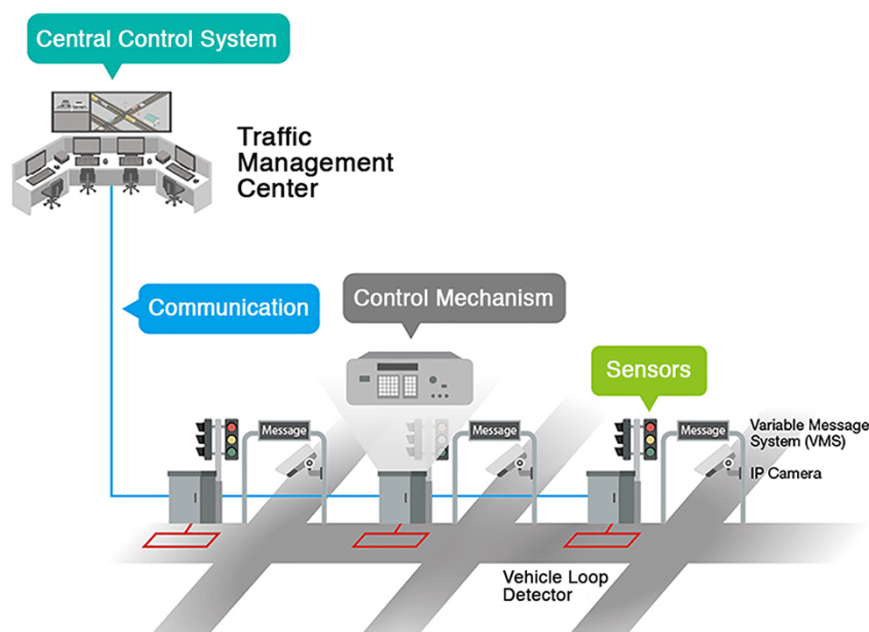 Central Control System
Traffic
Management
Center
Communication
Control Mechanism
Sensors
Message
Message
Message
Variable Message
System (VMS)
IP Camera
Vehicle Loop
Detector